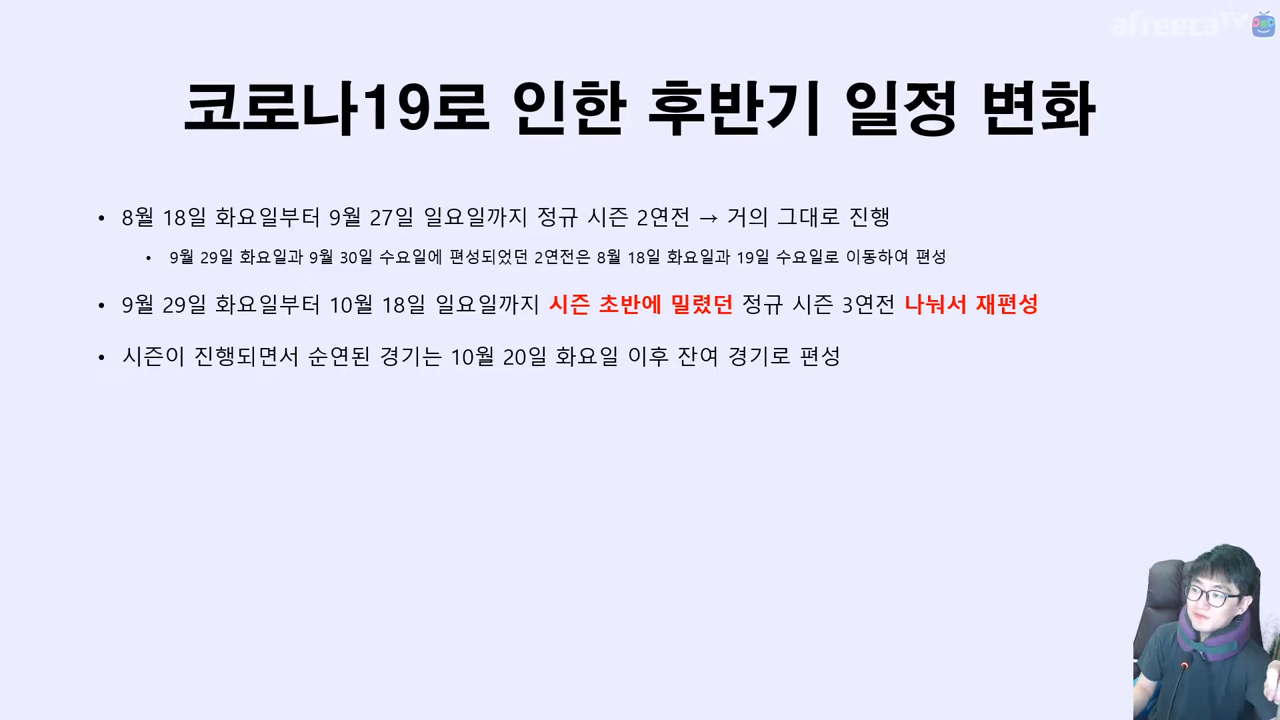 afreecaTV
코로나19로 인한 후반기 일정 변화
• 8월 18일 화요일부터 9월 27일 일요일까지 정규 시즌 2연전 → 거의 그대로 진행
• 9월 29일 화요일과 9월 30일 수요일에 편성되었던 2연전은 8월 18일 화요일과 19일 수요일로 이동하여 편성
• 9월 29일 화요일부터 10월 18일 일요일까지 시즌 초반에 밀렸던 정규 시즌 3연전 나눠서 재편성
• 시즌이 진행되면서 순연된 경기는 10월 20일 화요일 이후 잔여 경기로 편성